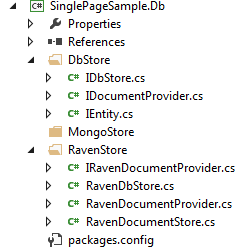 C# SinglePageSample.Db
Properties
References
DbStore
C# IDbStore.cs
C# IDocumentProvider.cs
C# IEntity.cs
MongoStore
RavenStore
C# IRavenDocumentProvider.cs
C# RavenDbStore.cs
C# RavenDocumentProvider.cs
C# RavenDocumentStore.cs
packages.config